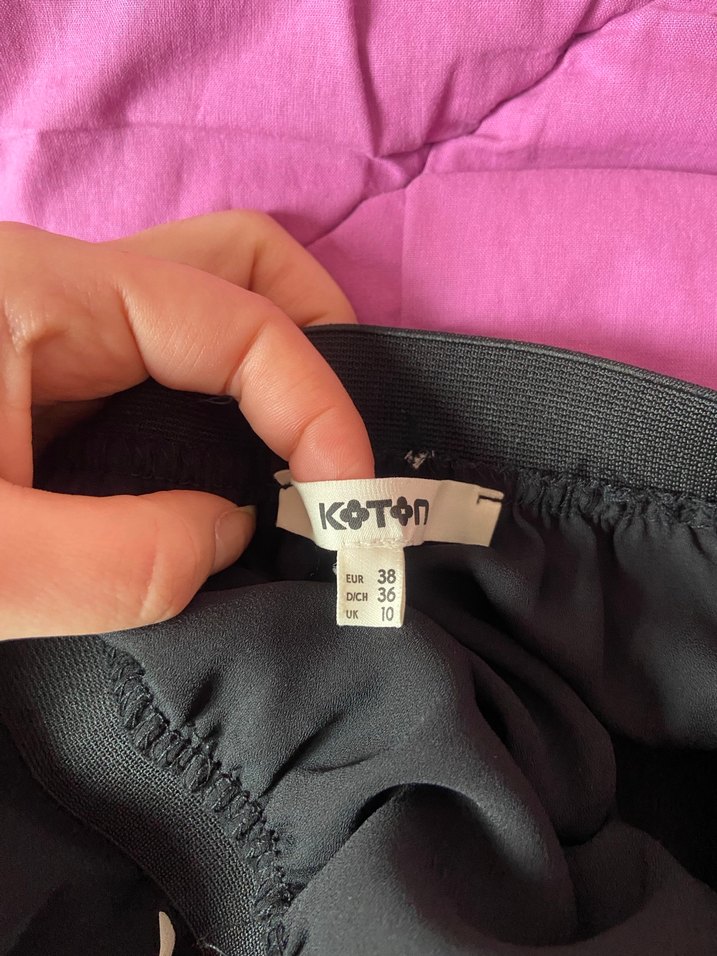 KOTON
EUR 38
D/CH 36
UK 10